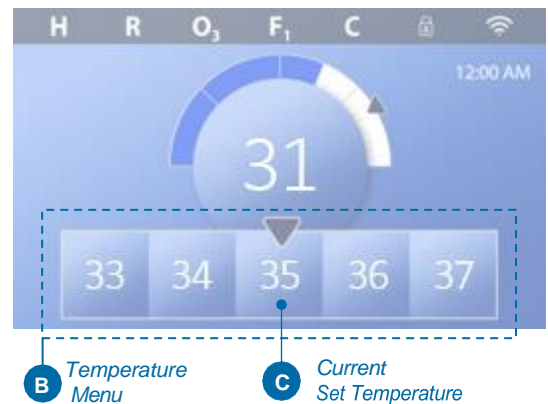 H R O₃ F₁ C
12:00 AM
31
33 34 35 36 37
B Temperature Menu
C Current Set Temperature